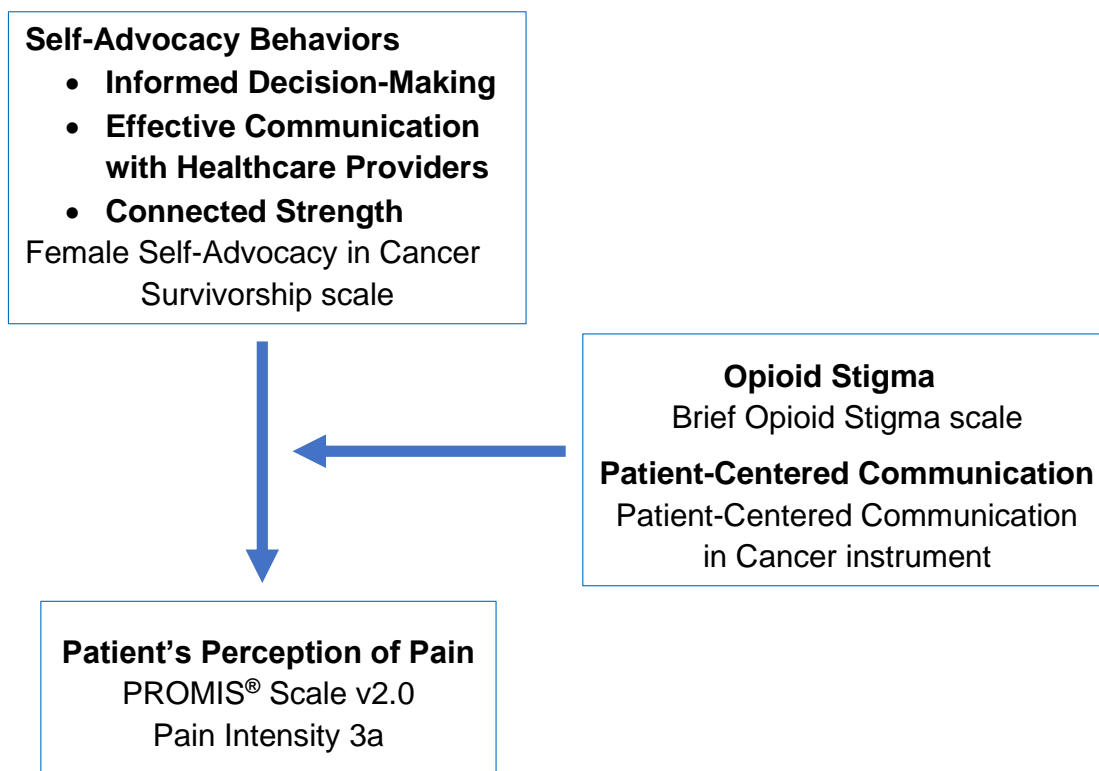 Self-Advocacy Behaviors
• Informed Decision-Making
• Effective Communication
with Healthcare Providers
• Connected Strength
Female Self-Advocacy in Cancer
Survivorship scale
Opioid Stigma
Brief Opioid Stigma scale
Patient-Centered Communication
Patient-Centered Communication
in Cancer instrument
Patient’s Perception of Pain
PROMIS® Scale v2.0
Pain Intensity 3a